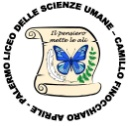 PALERMO LICEO DELLE SCIENZE UMANE - CAMILLO FINOCCHIARO APRILE -
Il pensiero
mette le ali